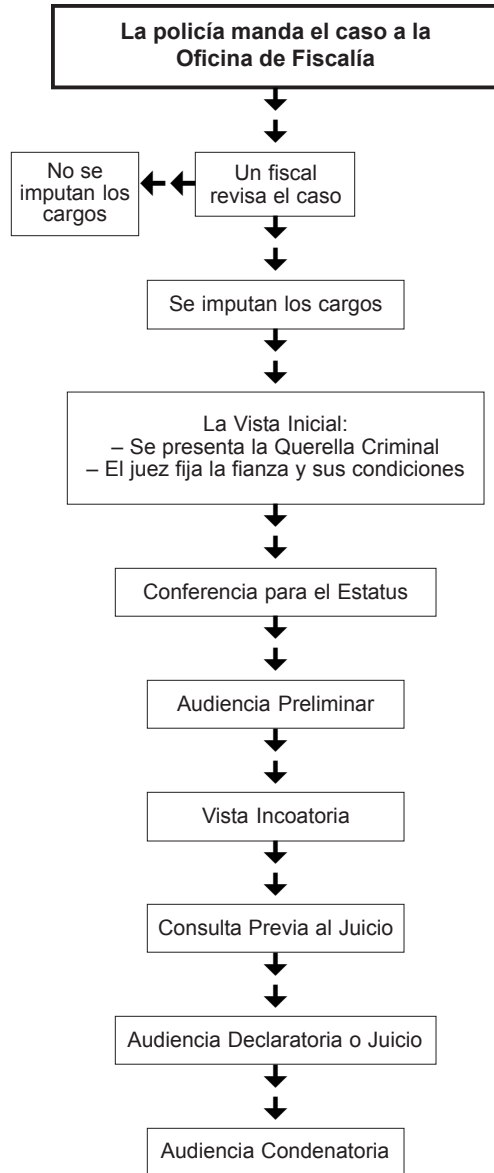 La policía manda el caso a la
Oficina de Fiscalía
No se
imputan los
cargos
Un fiscal
revisa el caso
Se imputan los cargos
La Vista Inicial:
– Se presenta la Querella Criminal
– El juez fija la fianza y sus condiciones
Conferencia para el Estatus
Audiencia Preliminar
Vista Incoatoria
Consulta Previa al Juicio
Audiencia Declaratoria o Juicio
Audiencia Condenatoria